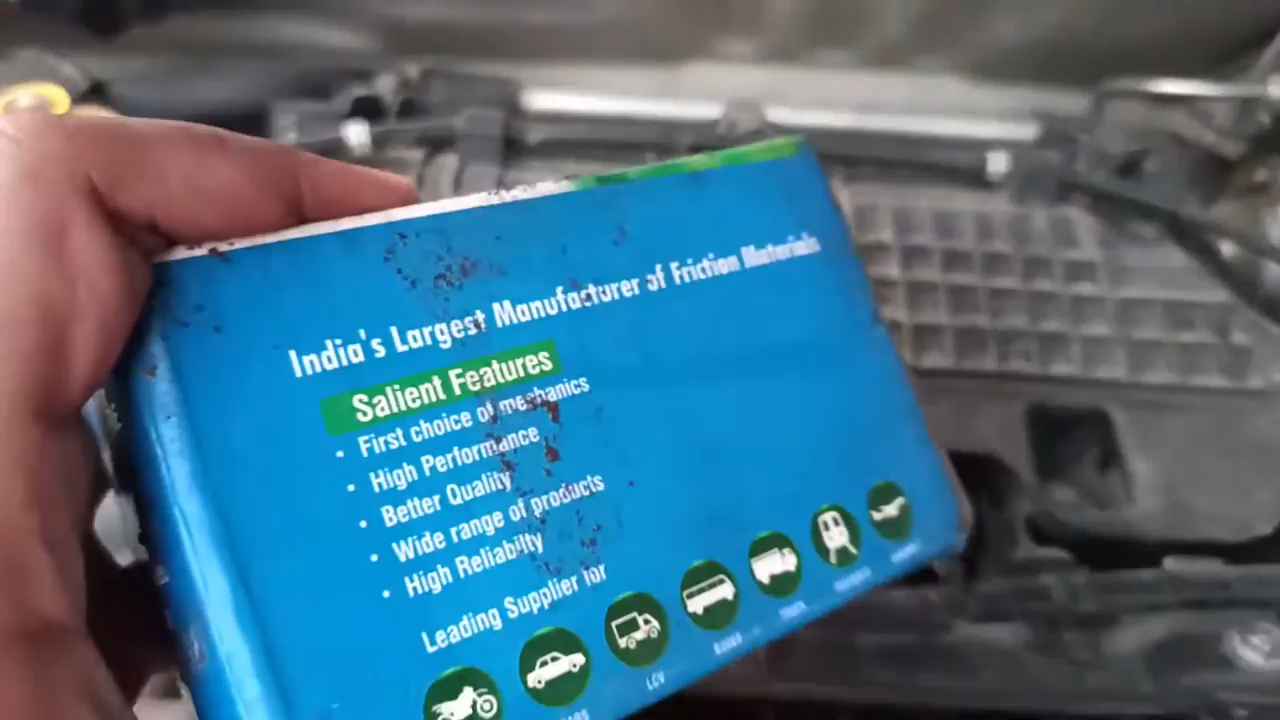 India's Largest Manufacturer of Friction Materials
Salient Features
• First choice of mechanics
• High Performance
• Better Quality
• Wide range of products
• High Reliabilty
Leading Supplier for
LCV